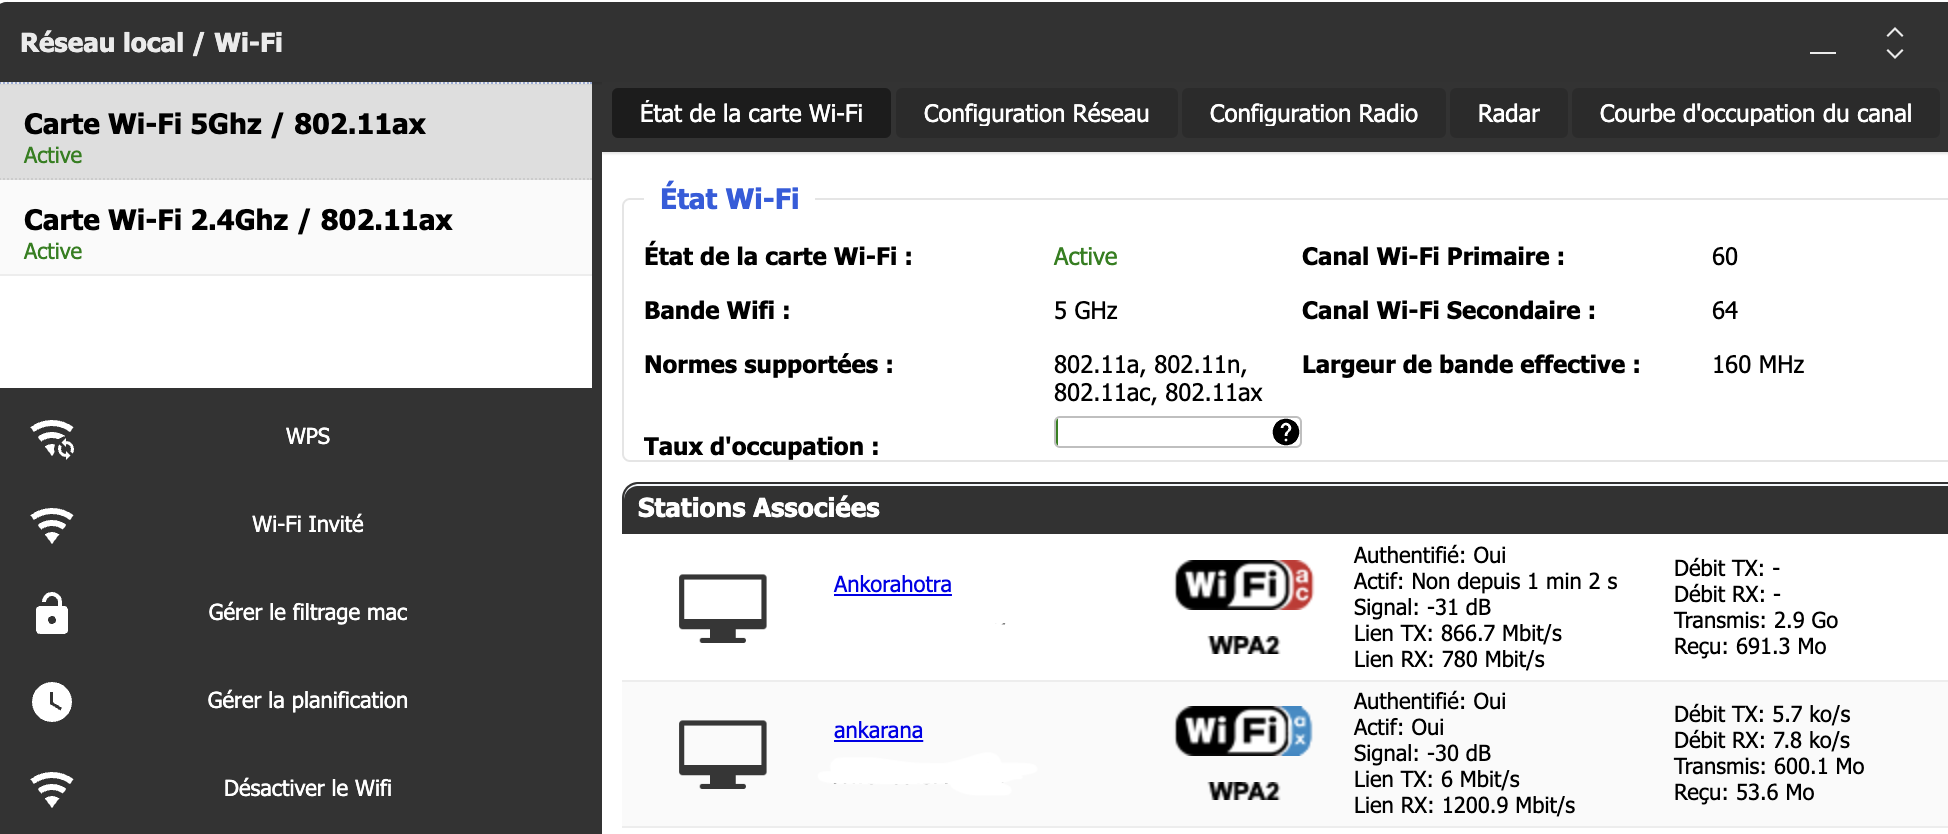 Réseau local / Wi-Fi
Carte Wi-Fi 5Ghz / 802.11ax
Active
Carte Wi-Fi 2.4Ghz / 802.11ax
Active
WPS
Wi-Fi Invité
Gérer le filtrage mac
Gérer la planification
Désactiver le Wifi
État de la carte Wi-Fi Configuration Réseau Configuration Radio Radar Courbe d'occupation du canal
État Wi-Fi
État de la carte Wi-Fi : Active Canal Wi-Fi Primaire : 60
Bande Wifi : 5 GHz Canal Wi-Fi Secondaire : 64
Normes supportées : 802.11a, 802.11n, Largeur de bande effective : 160 MHz
802.11ac, 802.11ax
Taux d'occupation : ?
Stations Associées
Ankorahotra
WiFi ac
WPA2
Authentifié: Oui
Actif: Non depuis 1 min 2 s
Signal: -31 dB
Lien TX: 866.7 Mbit/s
Lien RX: 780 Mbit/s
Débit TX: -
Débit RX: -
Transmis: 2.9 Go
Reçu: 691.3 Mo
ankarana
WiFi ax
WPA2
Authentifié: Oui
Actif: Oui
Signal: -30 dB
Lien TX: 6 Mbit/s
Lien RX: 1200.9 Mbit/s
Débit TX: 5.7 ko/s
Débit RX: 7.8 ko/s
Transmis: 600.1 Mo
Reçu: 53.6 Mo